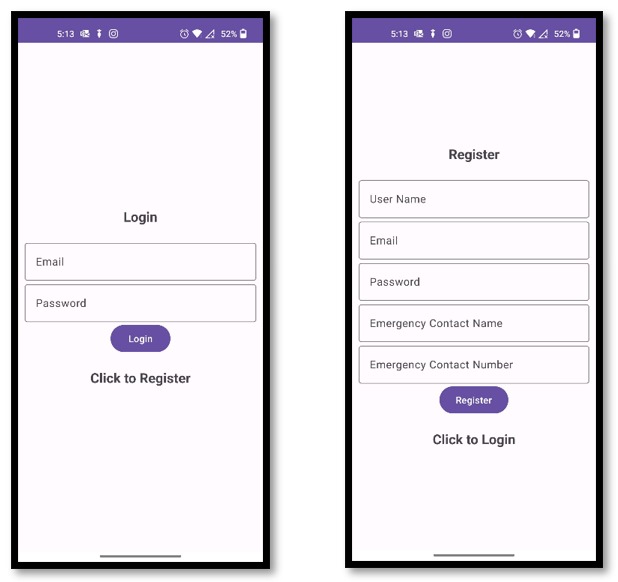 5:13 52%
Login
Email
Password
Login
Click to Register
5:13 52%
Register
User Name
Email
Password
Emergency Contact Name
Emergency Contact Number
Register
Click to Login